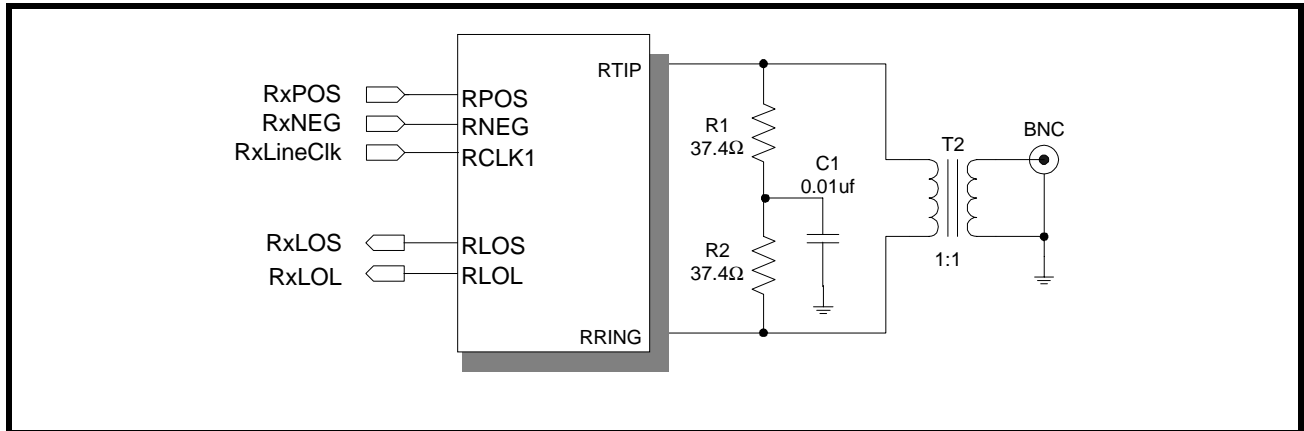 RTIP
RxPOS
RPOS
RxNEG
RNEG
RxLineClk
RCLK1
RxLOS
RLOS
RxLOL
RLOL
RRING
R1
37.4Ω
C1
0.01uf
R2
37.4Ω
T2
1:1
BNC